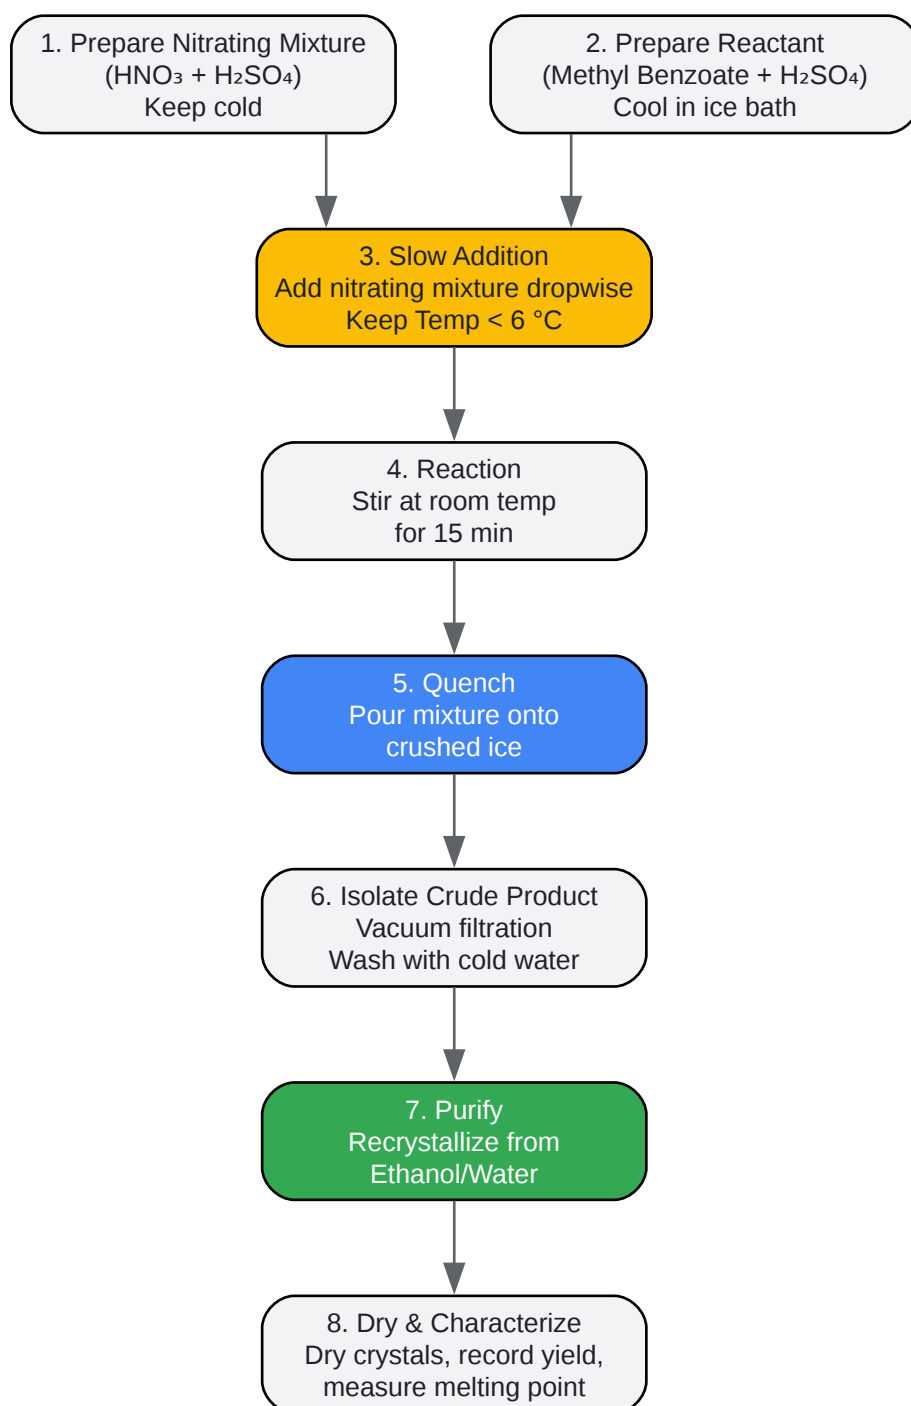 1. Prepare Nitrating Mixture
(HNO₃ + H₂SO₄)
Keep cold
2. Prepare Reactant
(Methyl Benzoate + H₂SO₄)
Cool in ice bath
3. Slow Addition
Add nitrating mixture dropwise
Keep Temp < 6 °C
4. Reaction
Stir at room temp
for 15 min
5. Quench
Pour mixture onto
crushed ice
6. Isolate Crude Product
Vacuum filtration
Wash with cold water
7. Purify
Recrystallize from
Ethanol/Water
8. Dry & Characterize
Dry crystals, record yield,
measure melting point